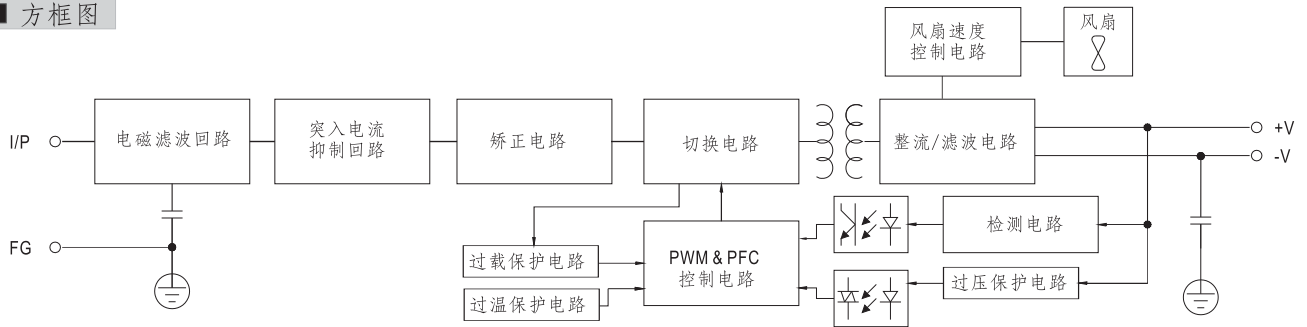 方框图
风扇速度
控制电路
风扇
I/P
电磁滤波回路
突入电流
抑制回路
矫正电路
切换电路
整流/滤波电路
+V
-V
FG
过载保护电路
过温保护电路
PWM & PFC
控制电路
检测电路
过压保护电路